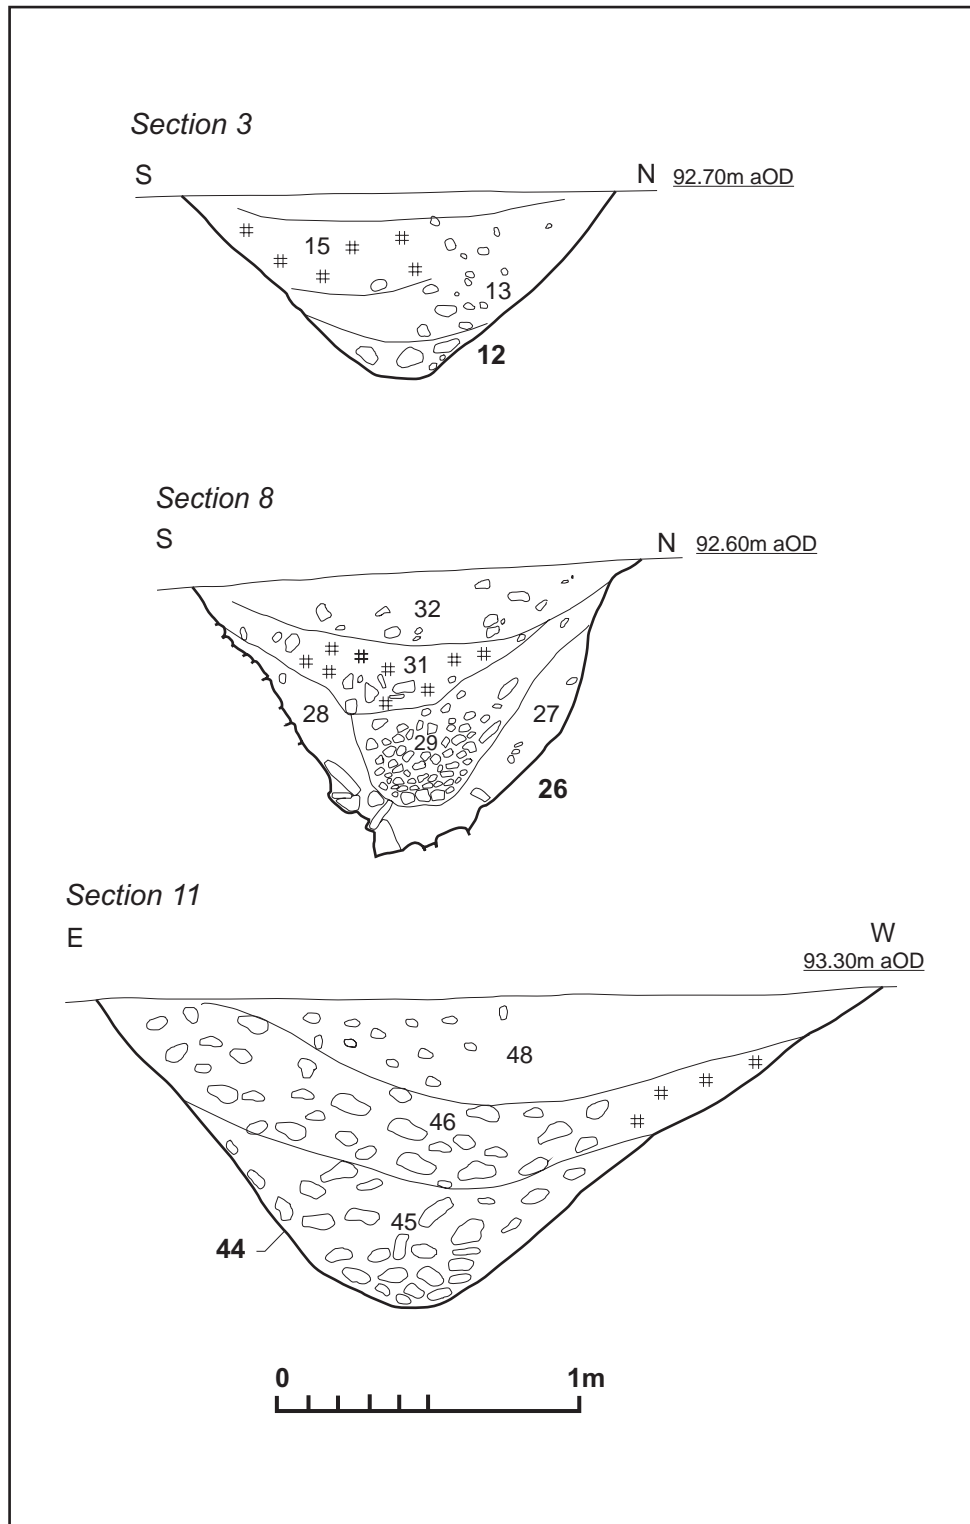 Section 3
S N 92.70m aOD
15
13
12
Section 8
S N 92.60m aOD
32
31
28 27
29
26
Section 11
E W
93.30m aOD
48
46
45
44
0 1m